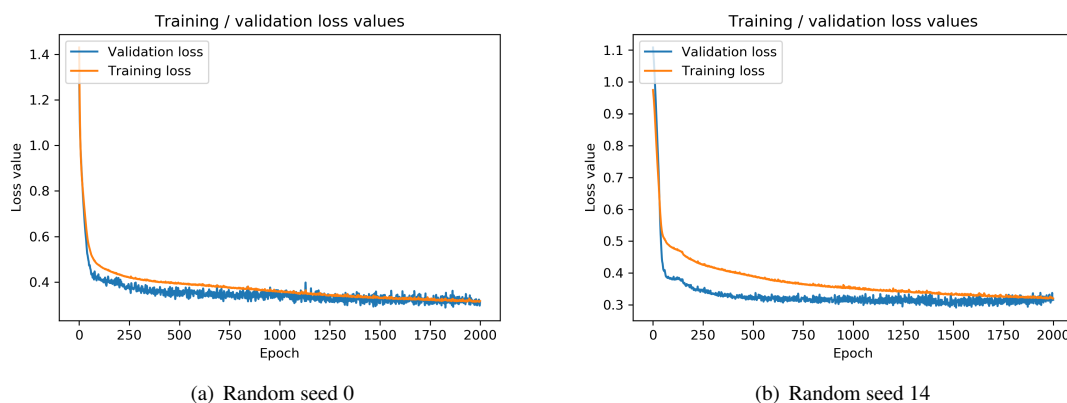 Training / validation loss values
Validation loss
Training loss
1.4
1.2
1.0
0.8
0.6
0.4
Loss value
0 250 500 750 1000 1250 1500 1750 2000
Epoch
(a) Random seed 0
Training / validation loss values
Validation loss
Training loss
1.1
1.0
0.9
0.8
0.7
0.6
0.5
0.4
0.3
Loss value
0 250 500 750 1000 1250 1500 1750 2000
Epoch
(b) Random seed 14